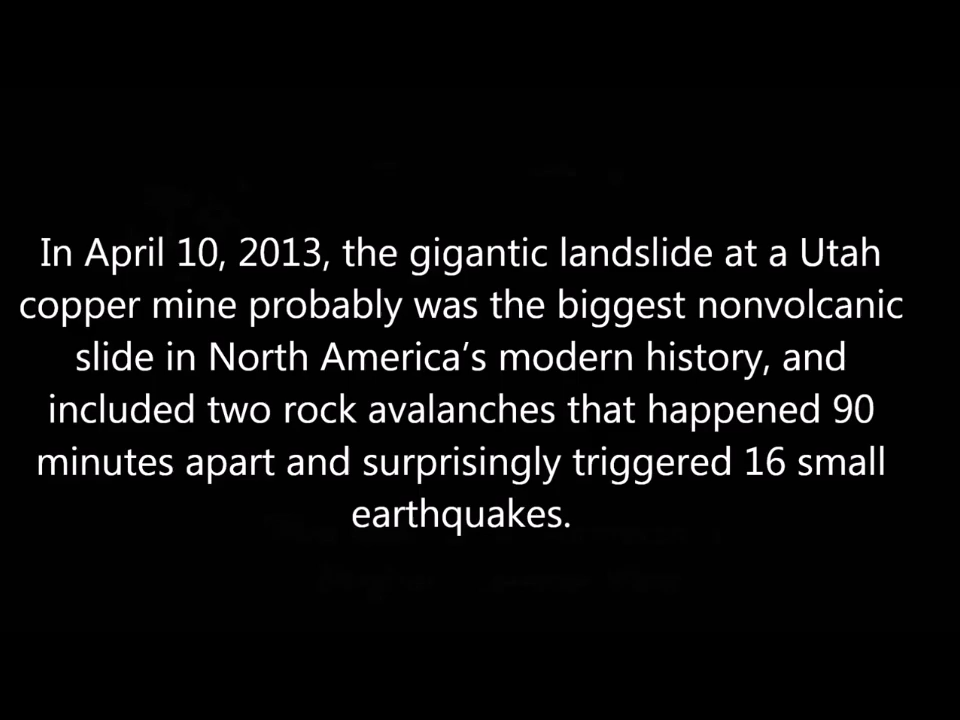 In April 10, 2013, the gigantic landslide at a Utah
copper mine probably was the biggest nonvolcanic
slide in North America’s modern history, and
included two rock avalanches that happened 90
minutes apart and surprisingly triggered 16 small
earthquakes.